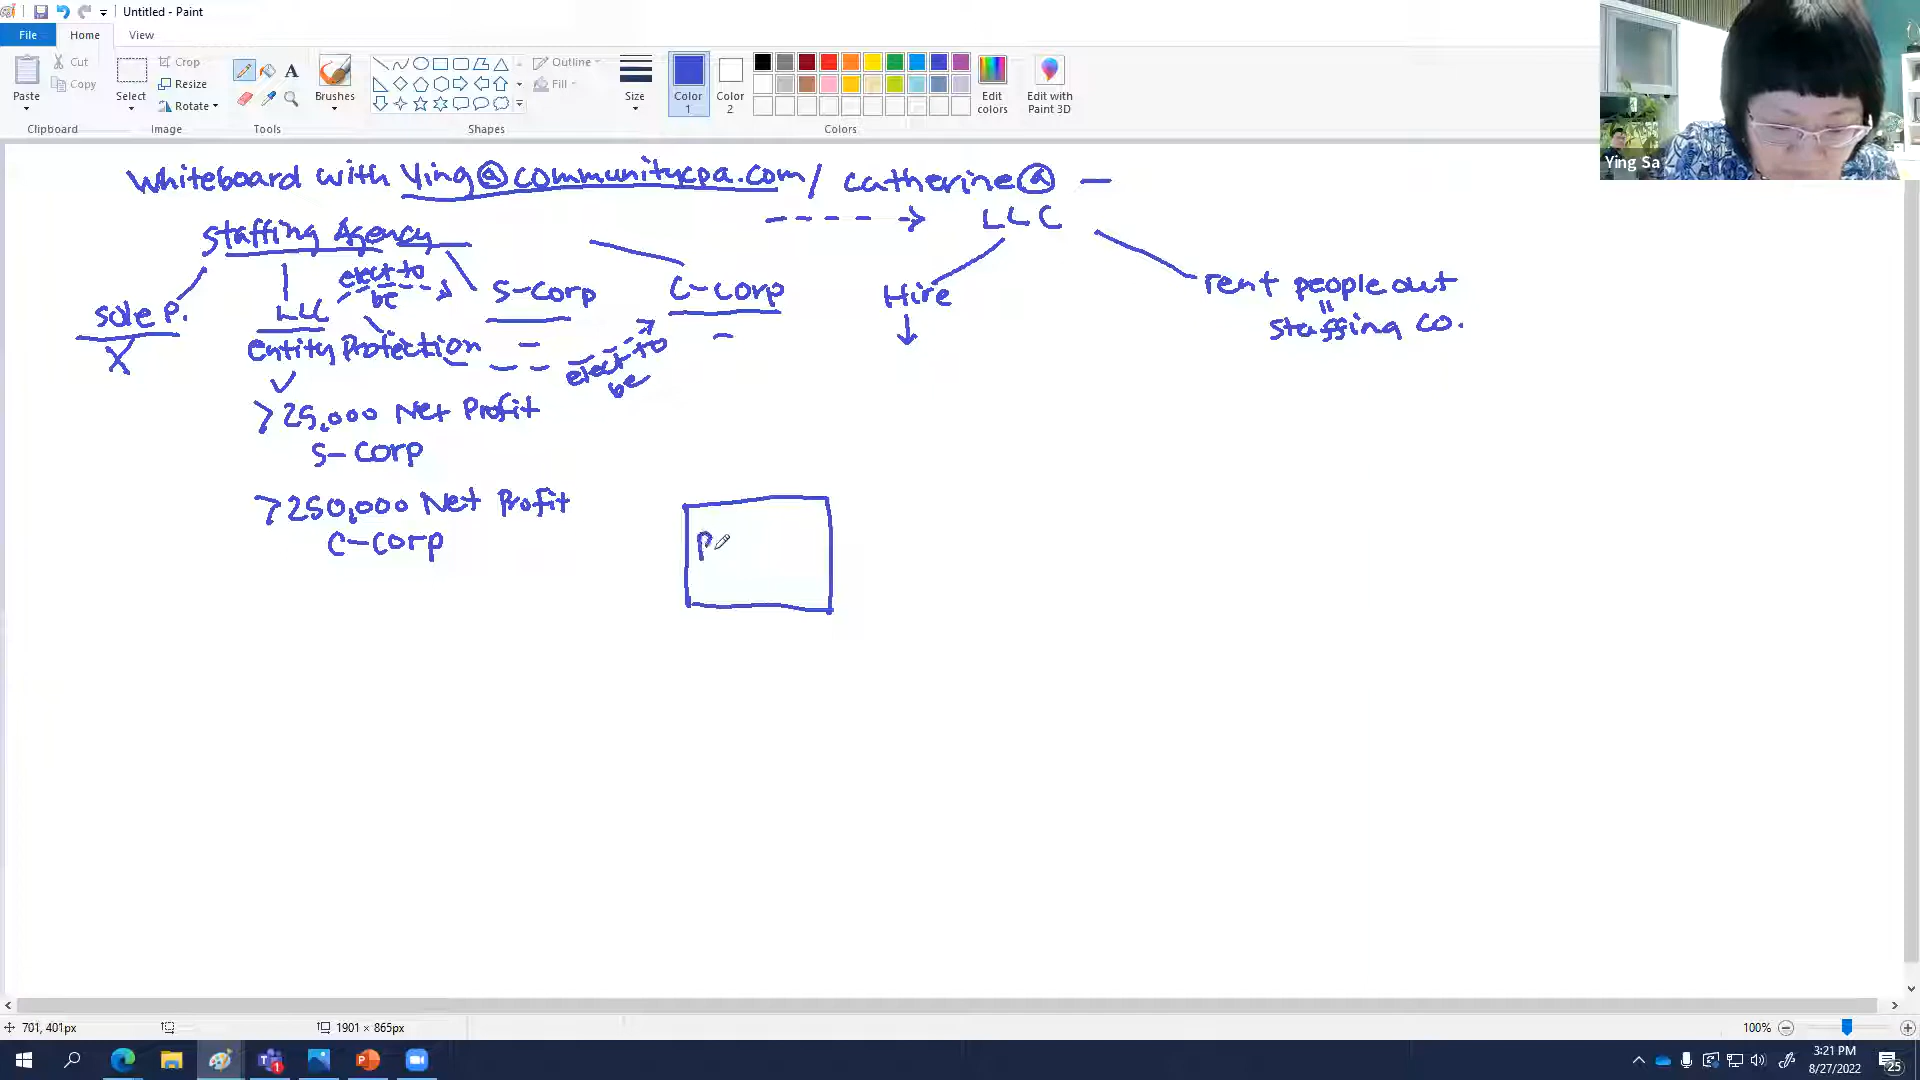 Untitled - Paint
File Home View
Paste
Cut
Copy
Clipboard
Select
Crop
Resize
Rotate
Image
Tools
Brushes
Shapes
Outline
Fill
Size
Color 1
Color 2
Colors
Edit colors
Edit with Paint 3D
Ying Sa
Whiteboard with Ying@communitycpa.com / catherine@ —
Staffing Agency
LLC
sole P.
X
LLC
elect to be
S-Corp
C-Corp
Hire
rent people out
=
Staffing Co.
Entity Protection
elect to be
> 25,000 Net Profit
S-Corp
> 250,000 Net Profit
C-Corp
P
701, 401px
1901 × 865px
100%
3:21 PM
8/27/2022
1
25